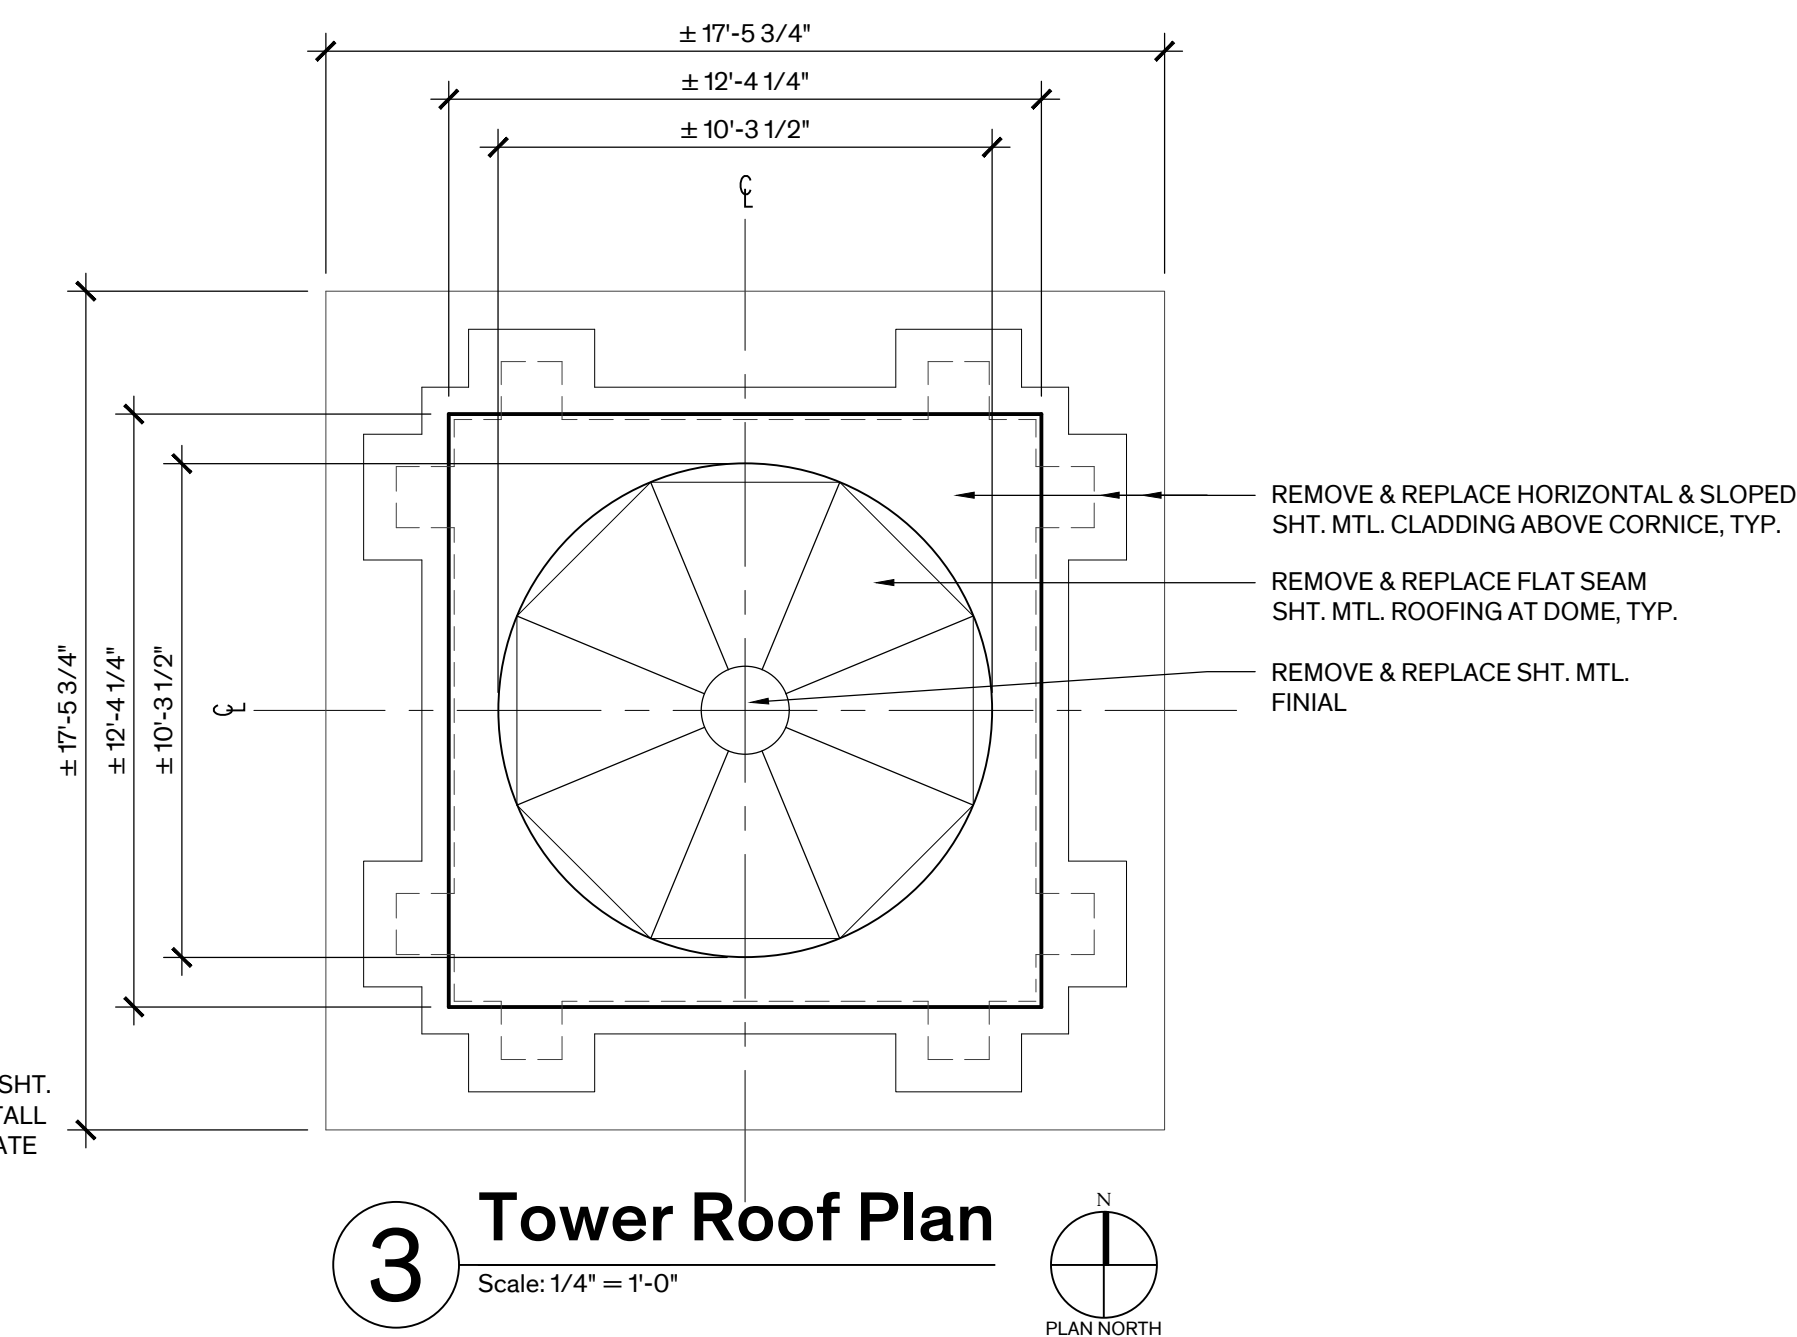 ± 17'-5 3/4"
± 12'-4 1/4"
± 10'-3 1/2"
℄
± 17'-5 3/4"
± 12'-4 1/4"
± 10'-3 1/2"
℄
REMOVE & REPLACE HORIZONTAL & SLOPED
SHT. MTL. CLADDING ABOVE CORNICE, TYP.
REMOVE & REPLACE FLAT SEAM
SHT. MTL. ROOFING AT DOME, TYP.
REMOVE & REPLACE SHT. MTL.
FINIAL
SHT.
TALL
ATE
3
Tower Roof Plan
Scale: 1/4" = 1'-0"
N
PLAN NORTH